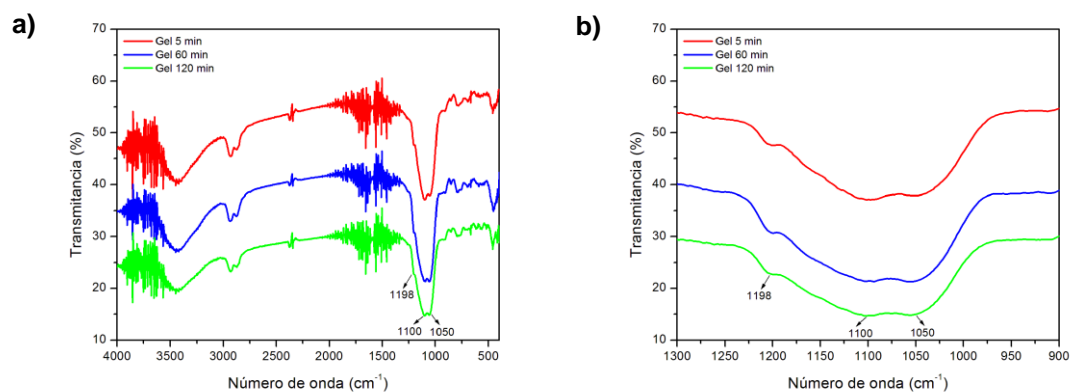 a)
Gel 5 min
Gel 60 min
Gel 120 min
Transmitancia (%)
70
60
50
40
30
20
10
1198
1100
1050
4000 3500 3000 2500 2000 1500 1000 500
Número de onda (cm⁻¹)
b)
Gel 5 min
Gel 60 min
Gel 120 min
Transmitancia (%)
70
60
50
40
30
20
10
1198
1100
1050
1300 1250 1200 1150 1100 1050 1000 950 900
Número de onda (cm⁻¹)